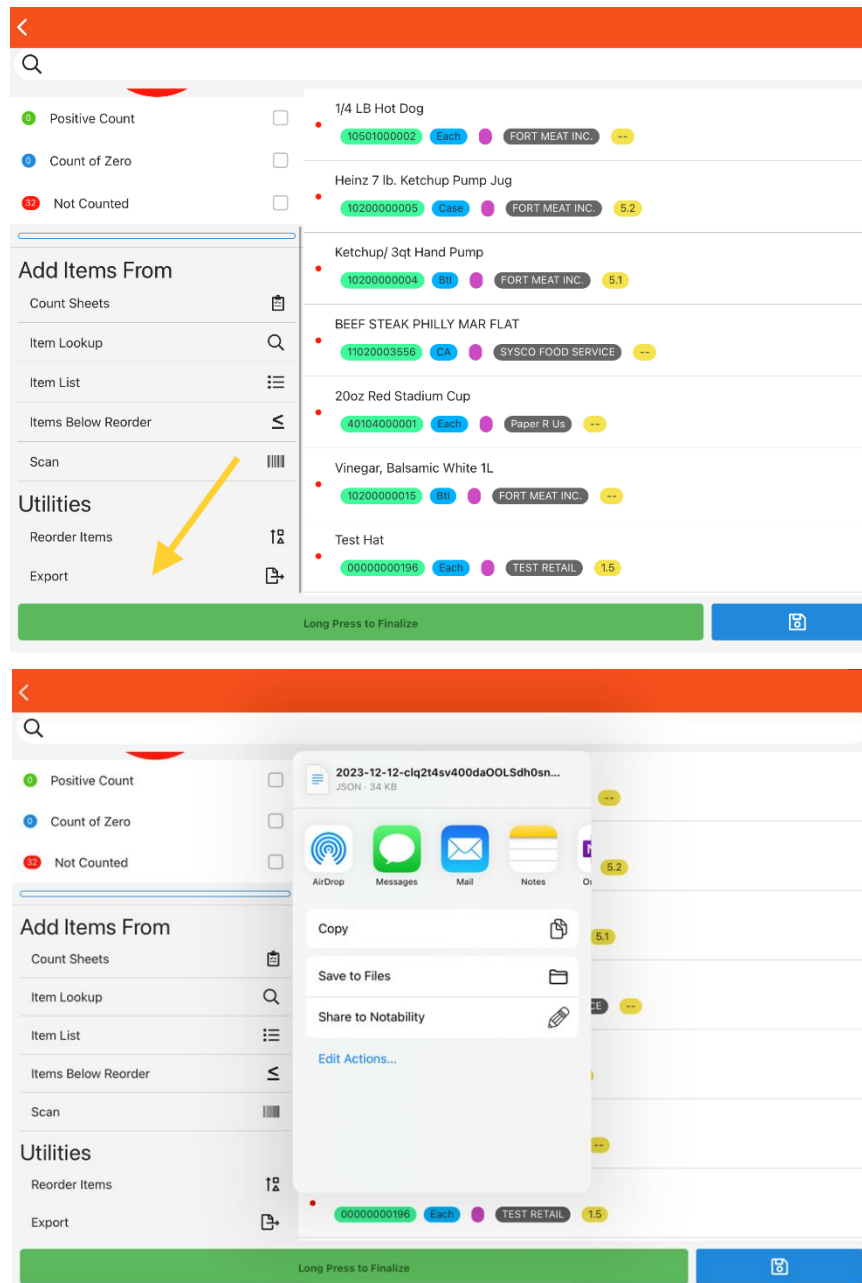 1/4 LB Hot Dog
0 Positive Count
10501000002 Each FORT MEAT INC. --
0 Count of Zero
Heinz 7 lb. Ketchup Pump Jug
32 Not Counted
10200000005 Case FORT MEAT INC. 5.2
Ketchup/ 3qt Hand Pump
Add Items From
10200000004 Btl FORT MEAT INC. 5.1
Count Sheets
BEEF STEAK PHILLY MAR FLAT
Item Lookup
11020003556 CA SYSCO FOOD SERVICE --
Item List
20oz Red Stadium Cup
Items Below Reorder
40104000001 Each Paper R Us --
Scan
Vinegar, Balsamic White 1L
Utilities
10200000015 Btl FORT MEAT INC. --
Reorder Items
Test Hat
Export
00000000196 Each TEST RETAIL 1.5
Long Press to Finalize
2023-12-12-clq2t4sv400daOOLSdh0sn...
JSON · 34 KB
0 Positive Count
--
0 Count of Zero
32 Not Counted
5.2
AirDrop Messages Mail Notes
Add Items From
Copy
5.1
Count Sheets
Save to Files
Item Lookup
CE --
Share to Notability
Item List
Edit Actions...
Items Below Reorder
Scan
--
Utilities
Reorder Items
00000000196 Each TEST RETAIL 1.5
Export
Long Press to Finalize